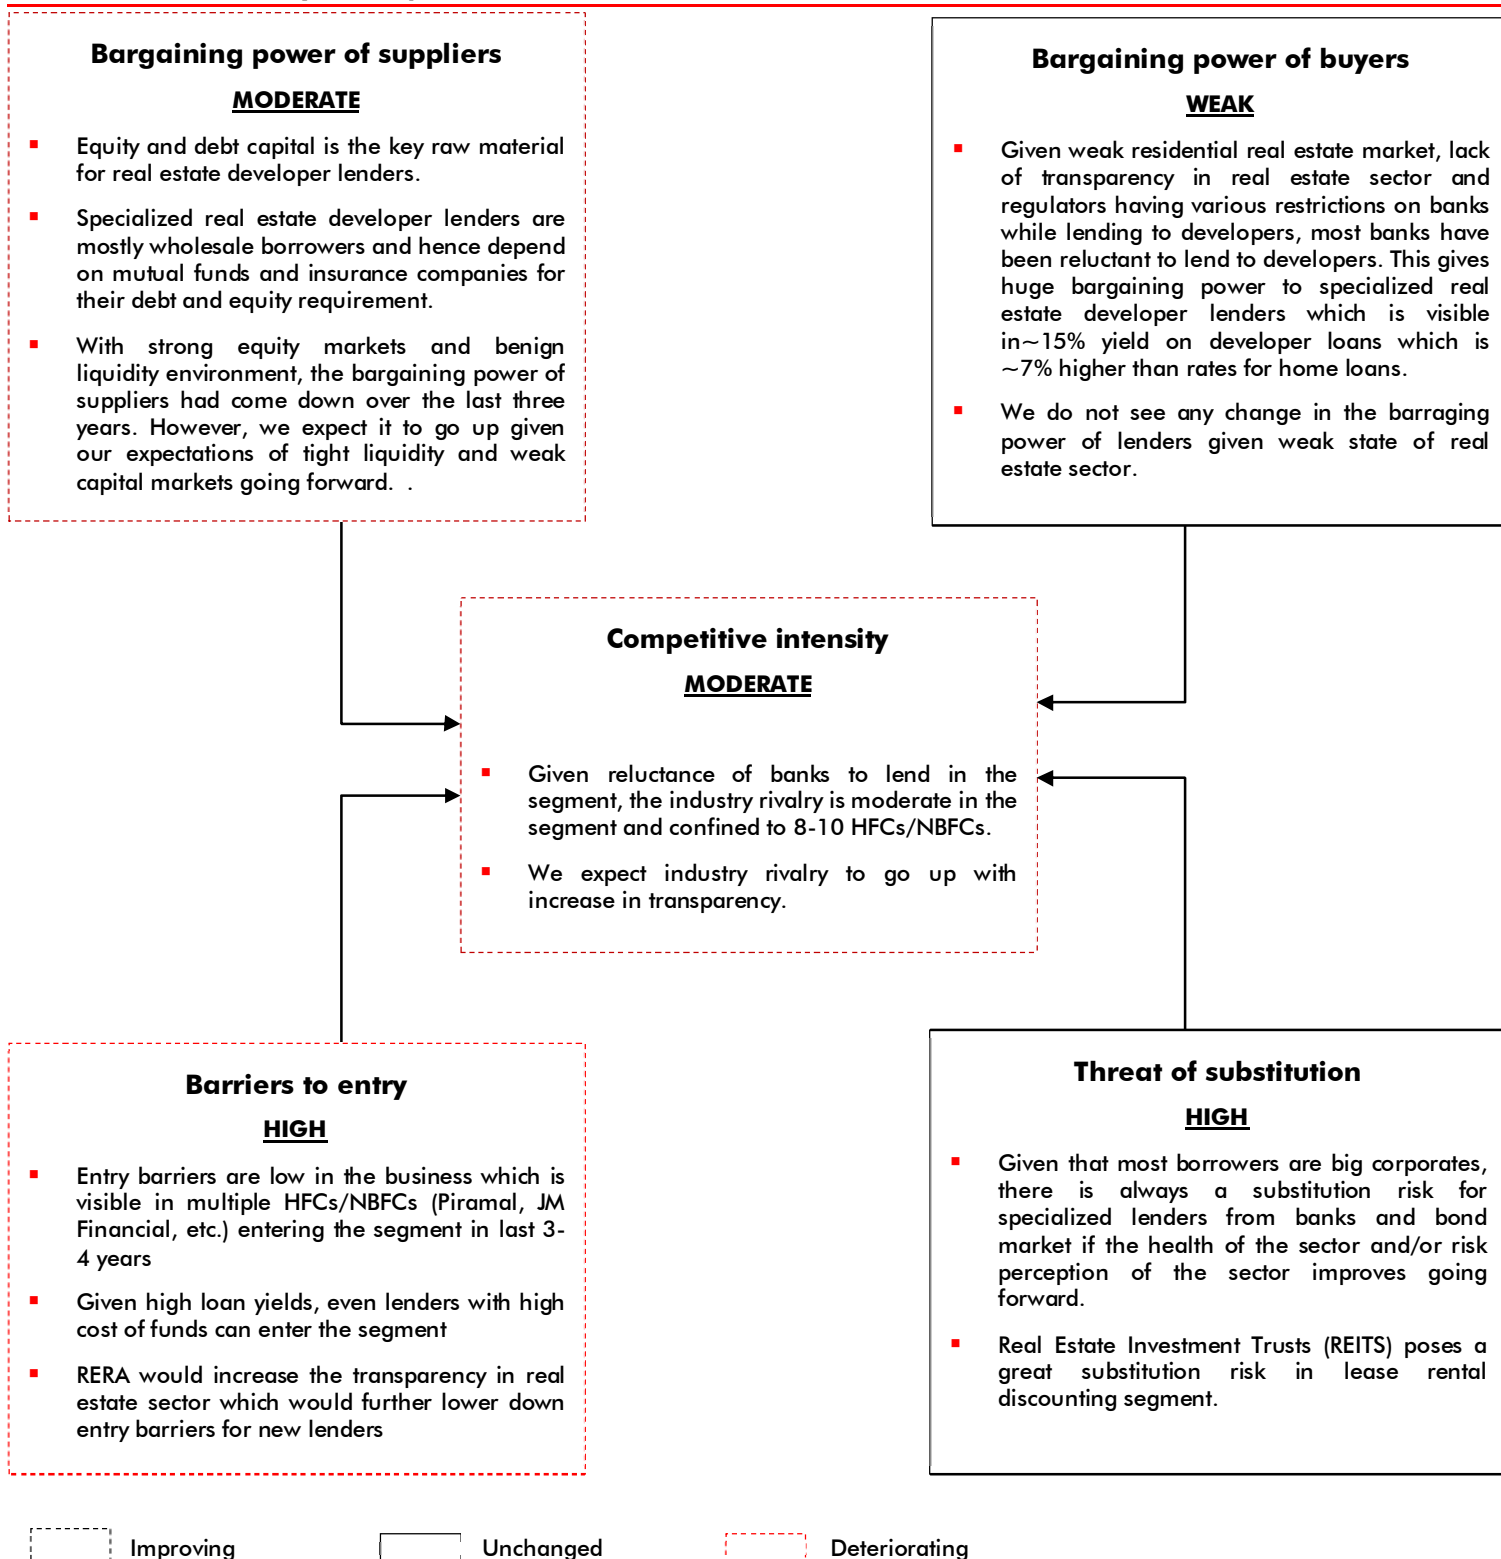 Bargaining power of suppliers
MODERATE
▪ Equity and debt capital is the key raw material
for real estate developer lenders.
▪ Specialized real estate developer lenders are
mostly wholesale borrowers and hence depend
on mutual funds and insurance companies for
their debt and equity requirement.
▪ With strong equity markets and benign
liquidity environment, the bargaining power of
suppliers had come down over the last three
years. However, we expect it to go up given
our expectations of tight liquidity and weak
capital markets going forward. .
Bargaining power of buyers
WEAK
▪ Given weak residential real estate market, lack
of transparency in real estate sector and
regulators having various restrictions on banks
while lending to developers, most banks have
been reluctant to lend to developers. This gives
huge bargaining power to specialized real
estate developer lenders which is visible
in~15% yield on developer loans which is
~7% higher than rates for home loans.
▪ We do not see any change in the barraging
power of lenders given weak state of real
estate sector.
Competitive intensity
MODERATE
▪ Given reluctance of banks to lend in the
segment, the industry rivalry is moderate in the
segment and confined to 8-10 HFCs/NBFCs.
▪ We expect industry rivalry to go up with
increase in transparency.
Barriers to entry
HIGH
▪ Entry barriers are low in the business which is
visible in multiple HFCs/NBFCs (Piramal, JM
Financial, etc.) entering the segment in last 3-
4 years
▪ Given high loan yields, even lenders with high
cost of funds can enter the segment
▪ RERA would increase the transparency in real
estate sector which would further lower down
entry barriers for new lenders
Threat of substitution
HIGH
▪ Given that most borrowers are big corporates,
there is always a substitution risk for
specialized lenders from banks and bond
market if the health of the sector and/or risk
perception of the sector improves going
forward.
▪ Real Estate Investment Trusts (REITS) poses a
great substitution risk in lease rental
discounting segment.
Improving
Unchanged
Deteriorating